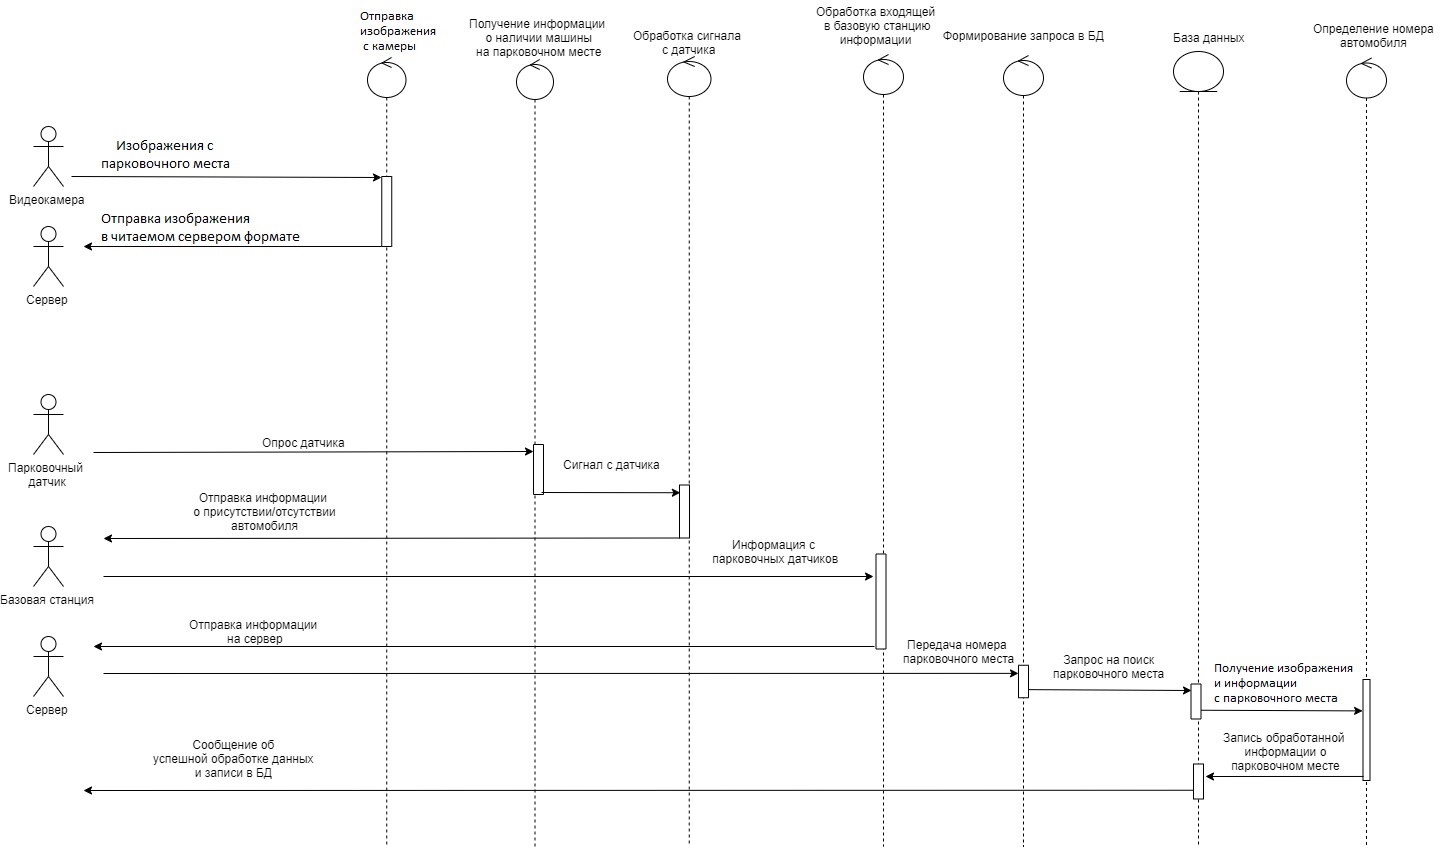 Отправка
изображения
с камеры
Получение информации
о наличии машины
на парковочном месте
Обработка сигнала
с датчика
Обработка входящей
в базовую станцию
информации
Формирование запроса в БД
База данных
Определение номера
автомобиля
Изображения с
парковочного места
Видеокамера
Отправка изображения
в читаемом сервером формате
Сервер
Опрос датчика
Сигнал с датчика
Парковочный
датчик
Отправка информации
о присутствии/отсутствии
автомобиля
Информация с
парковочных датчиков
Базовая станция
Отправка информации
на сервер
Передача номера
парковочного места
Запрос на поиск
парковочного места
Получение изображения
и информации
с парковочного места
Сервер
Запись обработанной
информации о
парковочном месте
Сообщение об
успешной обработке данных
и записи в БД